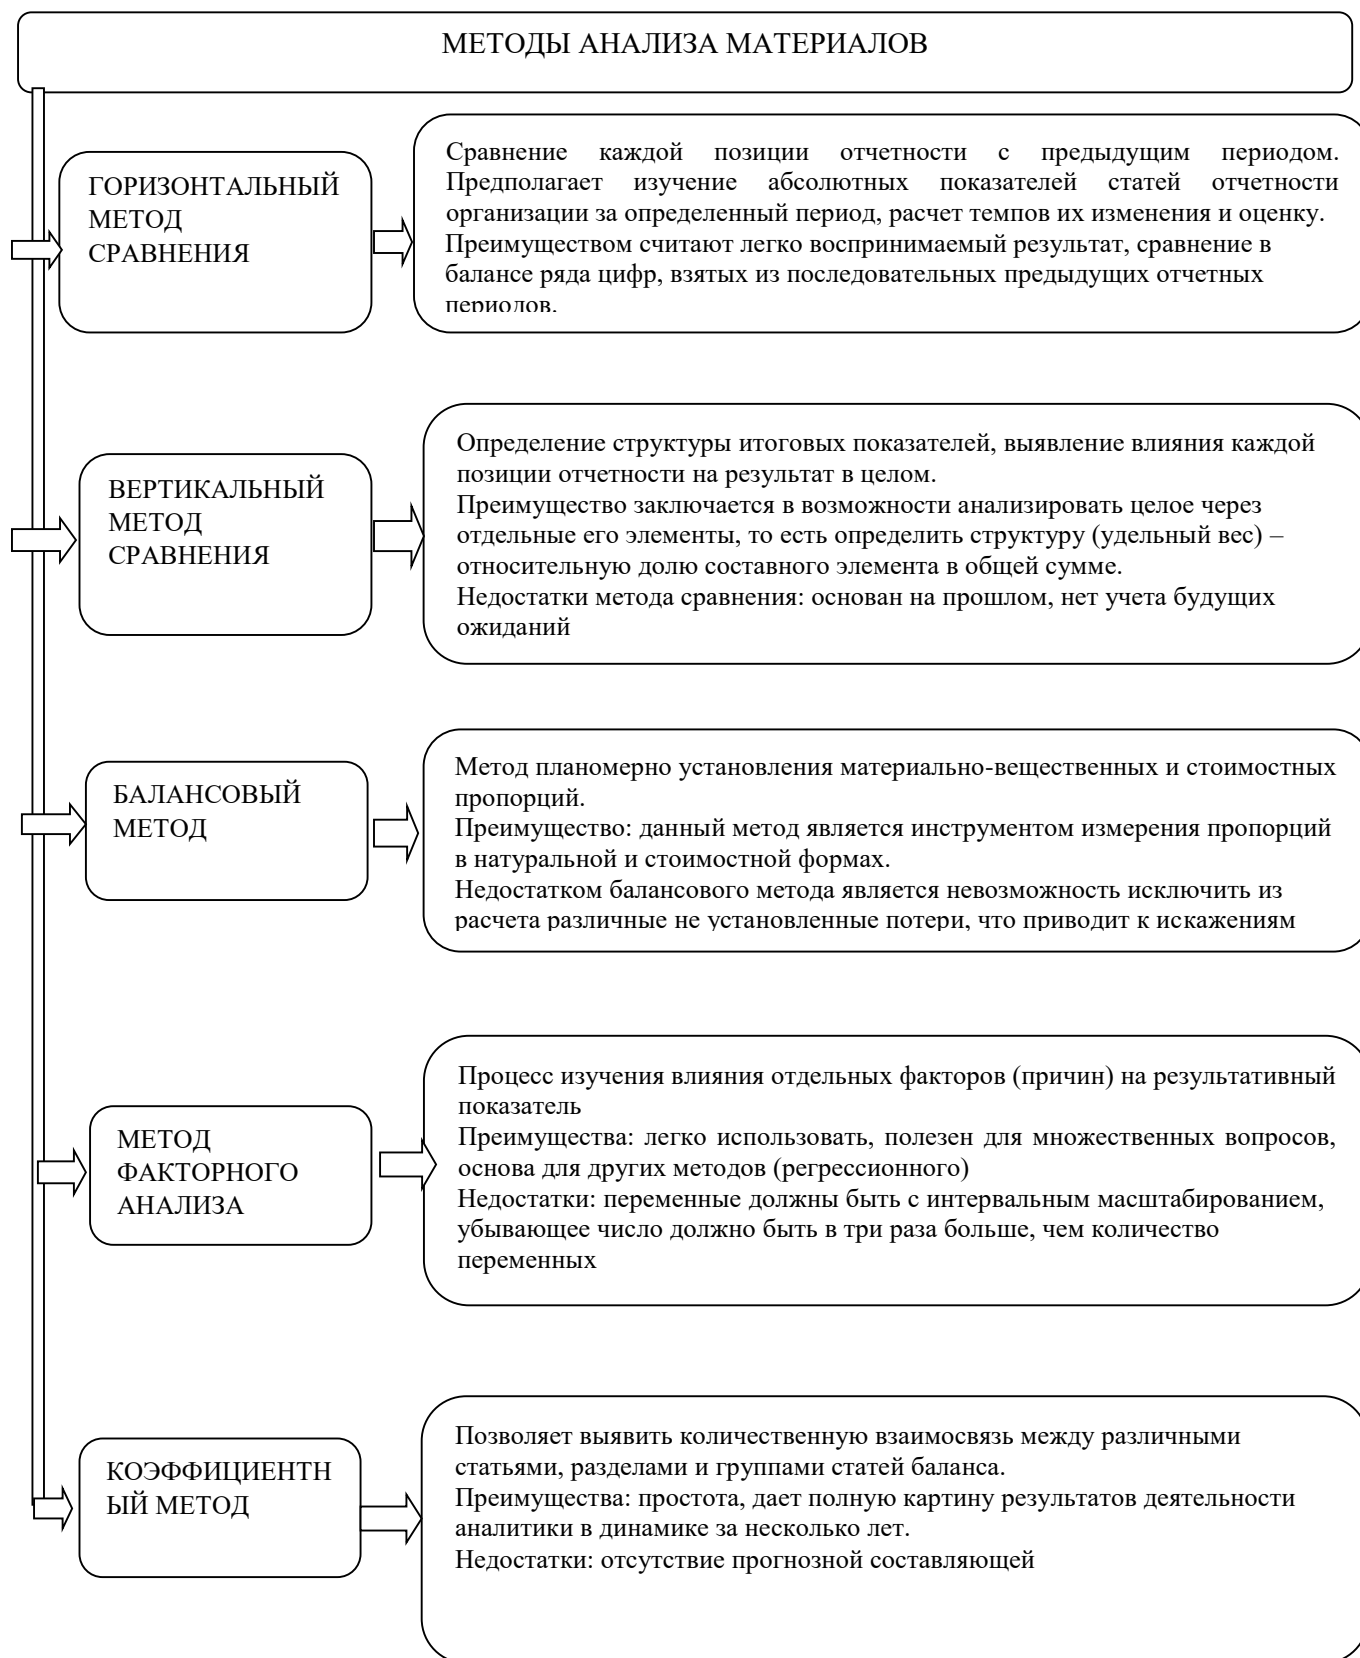 МЕТОДЫ АНАЛИЗА МАТЕРИАЛОВ
ГОРИЗОНТАЛЬНЫЙ
МЕТОД
СРАВНЕНИЯ
Сравнение каждой позиции отчетности с предыдущим периодом.
Предполагает изучение абсолютных показателей статей отчетности
организации за определенный период, расчет темпов их изменения и оценку.
Преимуществом считают легко воспринимаемый результат, сравнение в
балансе ряда цифр, взятых из последовательных предыдущих отчетных
периодов.
ВЕРТИКАЛЬНЫЙ
МЕТОД
СРАВНЕНИЯ
Определение структуры итоговых показателей, выявление влияния каждой
позиции отчетности на результат в целом.
Преимущество заключается в возможности анализировать целое через
отдельные его элементы, то есть определить структуру (удельный вес) –
относительную долю составного элемента в общей сумме.
Недостатки метода сравнения: основан на прошлом, нет учета будущих
ожиданий
БАЛАНСОВЫЙ
МЕТОД
Метод планомерно установления материально-вещественных и стоимостных
пропорций.
Преимущество: данный метод является инструментом измерения пропорций
в натуральной и стоимостной формах.
Недостатком балансового метода является невозможность исключить из
расчета различные не установленные потери, что приводит к искажениям
МЕТОД
ФАКТОРНОГО
АНАЛИЗА
Процесс изучения влияния отдельных факторов (причин) на результативный
показатель
Преимущества: легко использовать, полезен для множественных вопросов,
основа для других методов (регрессионного)
Недостатки: переменные должны быть с интервальным масштабированием,
убывающее число должно быть в три раза больше, чем количество
переменных
КОЭФФИЦИЕНТН
ЫЙ МЕТОД
Позволяет выявить количественную взаимосвязь между различными
статьями, разделами и группами статей баланса.
Преимущества: простота, дает полную картину результатов деятельности
аналитики в динамике за несколько лет.
Недостатки: отсутствие прогнозной составляющей